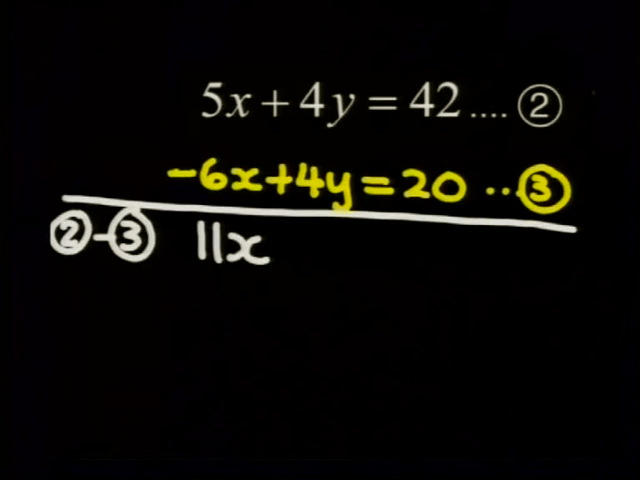 5x + 4y = 42 .... ②
-6x+4y=20 ...③
②-③ 11x